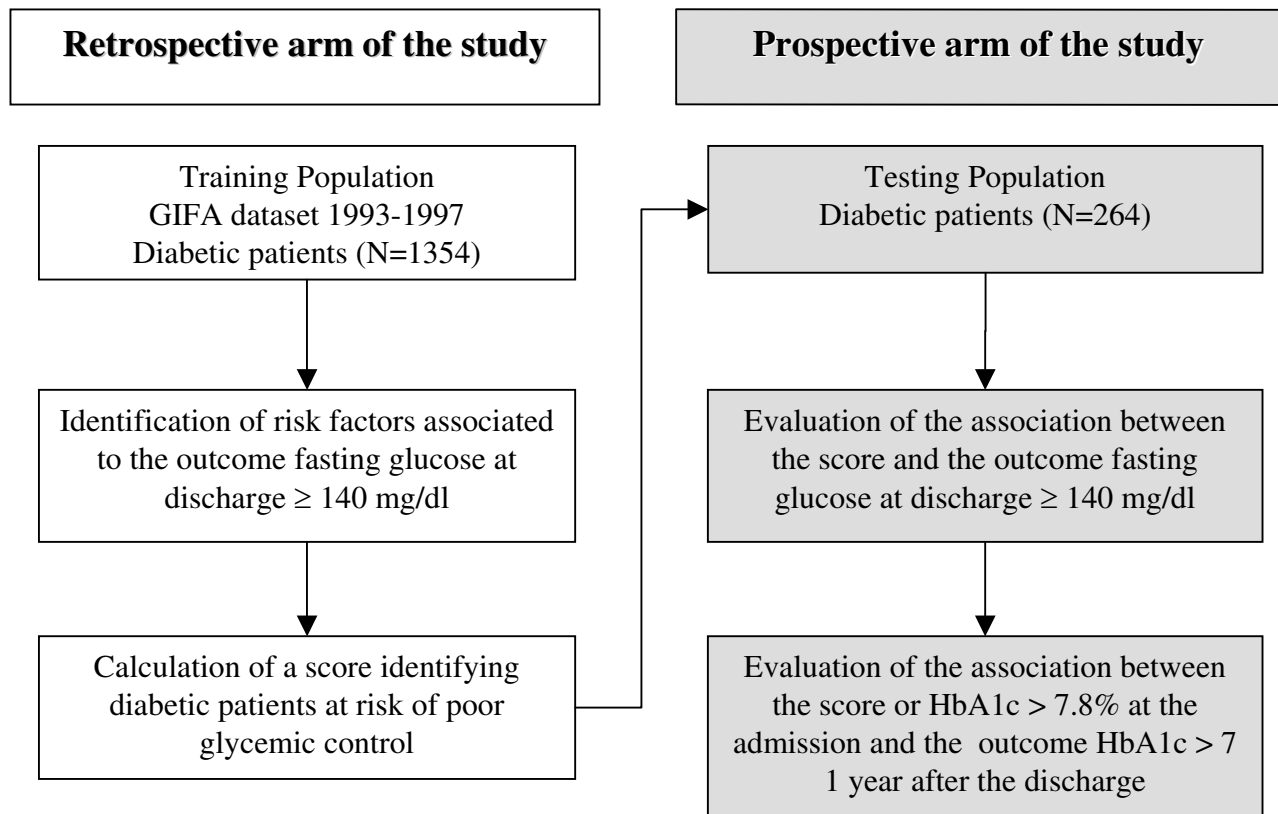 Retrospective arm of the study
Training Population
GIFA dataset 1993-1997
Diabetic patients (N=1354)
Identification of risk factors associated
to the outcome fasting glucose at
discharge ≥ 140 mg/dl
Calculation of a score identifying
diabetic patients at risk of poor
glycemic control
Prospective arm of the study
Testing Population
Diabetic patients (N=264)
Evaluation of the association between
the score and the outcome fasting
glucose at discharge ≥ 140 mg/dl
Evaluation of the association between
the score or HbA1c > 7.8% at the
admission and the outcome HbA1c > 7
1 year after the discharge